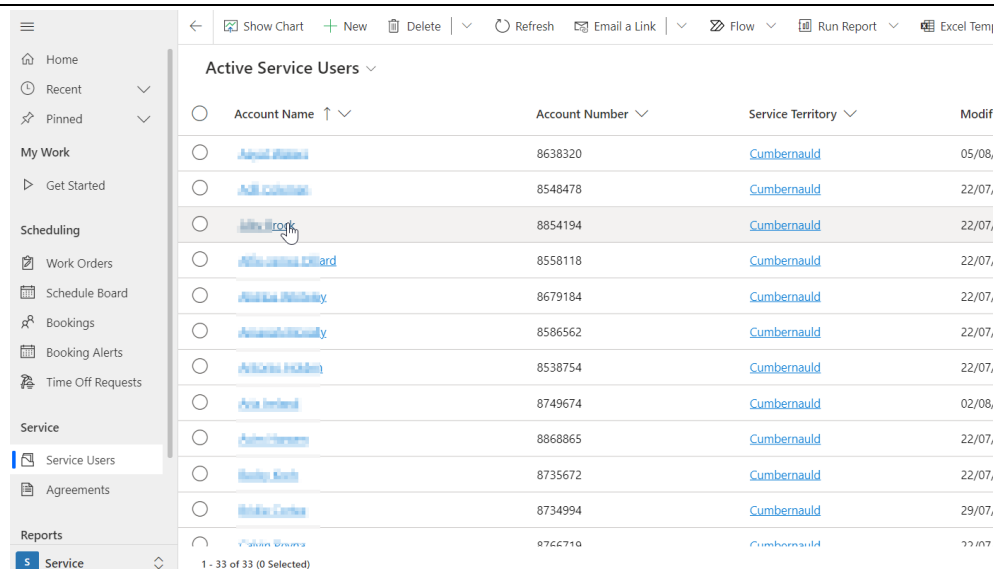 Show Chart New Delete Refresh Email a Link Flow Run Report Excel Temp
Home
Recent
Pinned
My Work
Get Started
Scheduling
Work Orders
Schedule Board
Bookings
Booking Alerts
Time Off Requests
Service
Service Users
Agreements
Reports
S Service
Active Service Users
Account Name Account Number Service Territory Modif
8638320 Cumbernauld 05/08/
8548478 Cumbernauld 22/07/
8854194 Cumbernauld 22/07/
8558118 Cumbernauld 22/07/
8679184 Cumbernauld 22/07/
8586562 Cumbernauld 22/07/
8538754 Cumbernauld 22/07/
8749674 Cumbernauld 02/08/
8868865 Cumbernauld 22/07/
8735672 Cumbernauld 22/07/
8734994 Cumbernauld 29/07/
8766719 Cumbernauld 22/07
1 - 33 of 33 (0 Selected)